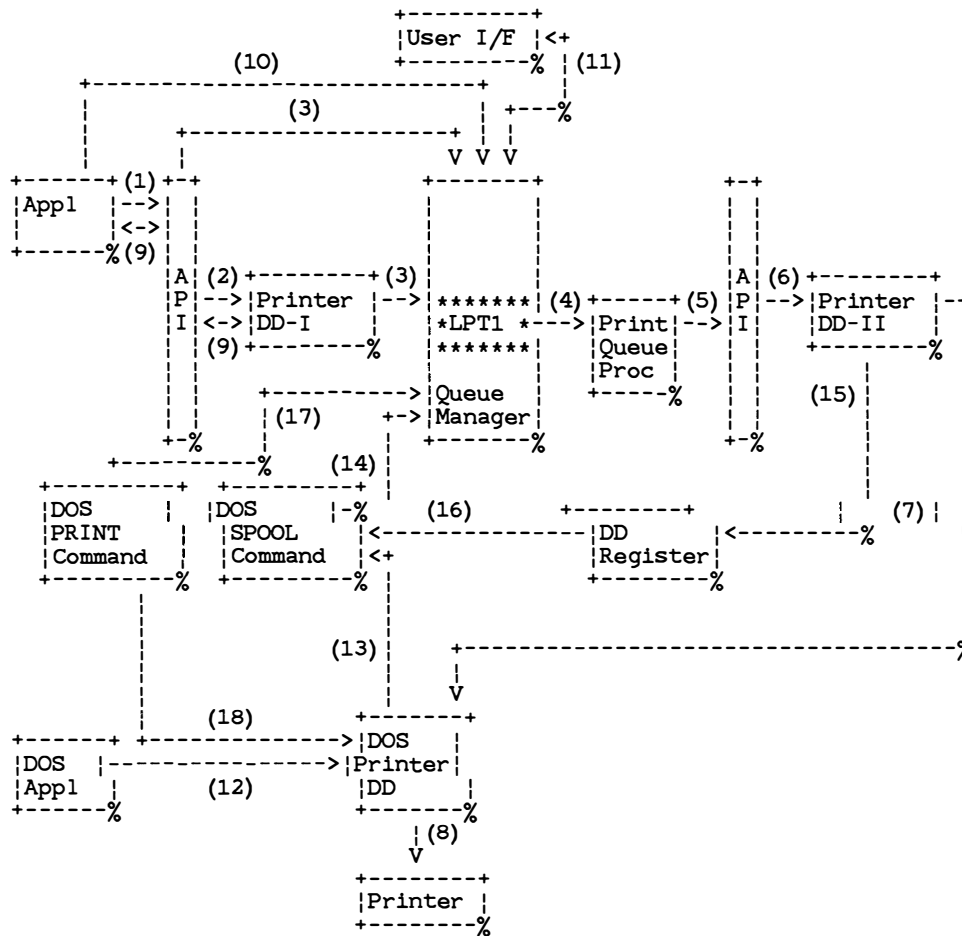 User I/F
(10)
(11)
(3)
(1)
Appl
(9)
A
P
I
(2)
(3)
Printer
DD-I
(9)
*******
*LPT1 *
*******
(4)
Print
Queue
Proc
(5)
A
P
I
(6)
Printer
DD-II
(15)
Queue
Manager
(17)
(14)
DOS
PRINT
Command
DOS
SPOOL
Command
(16)
DD
Register
(7)
(13)
(18)
DOS
Appl
(12)
DOS
Printer
DD
(8)
Printer